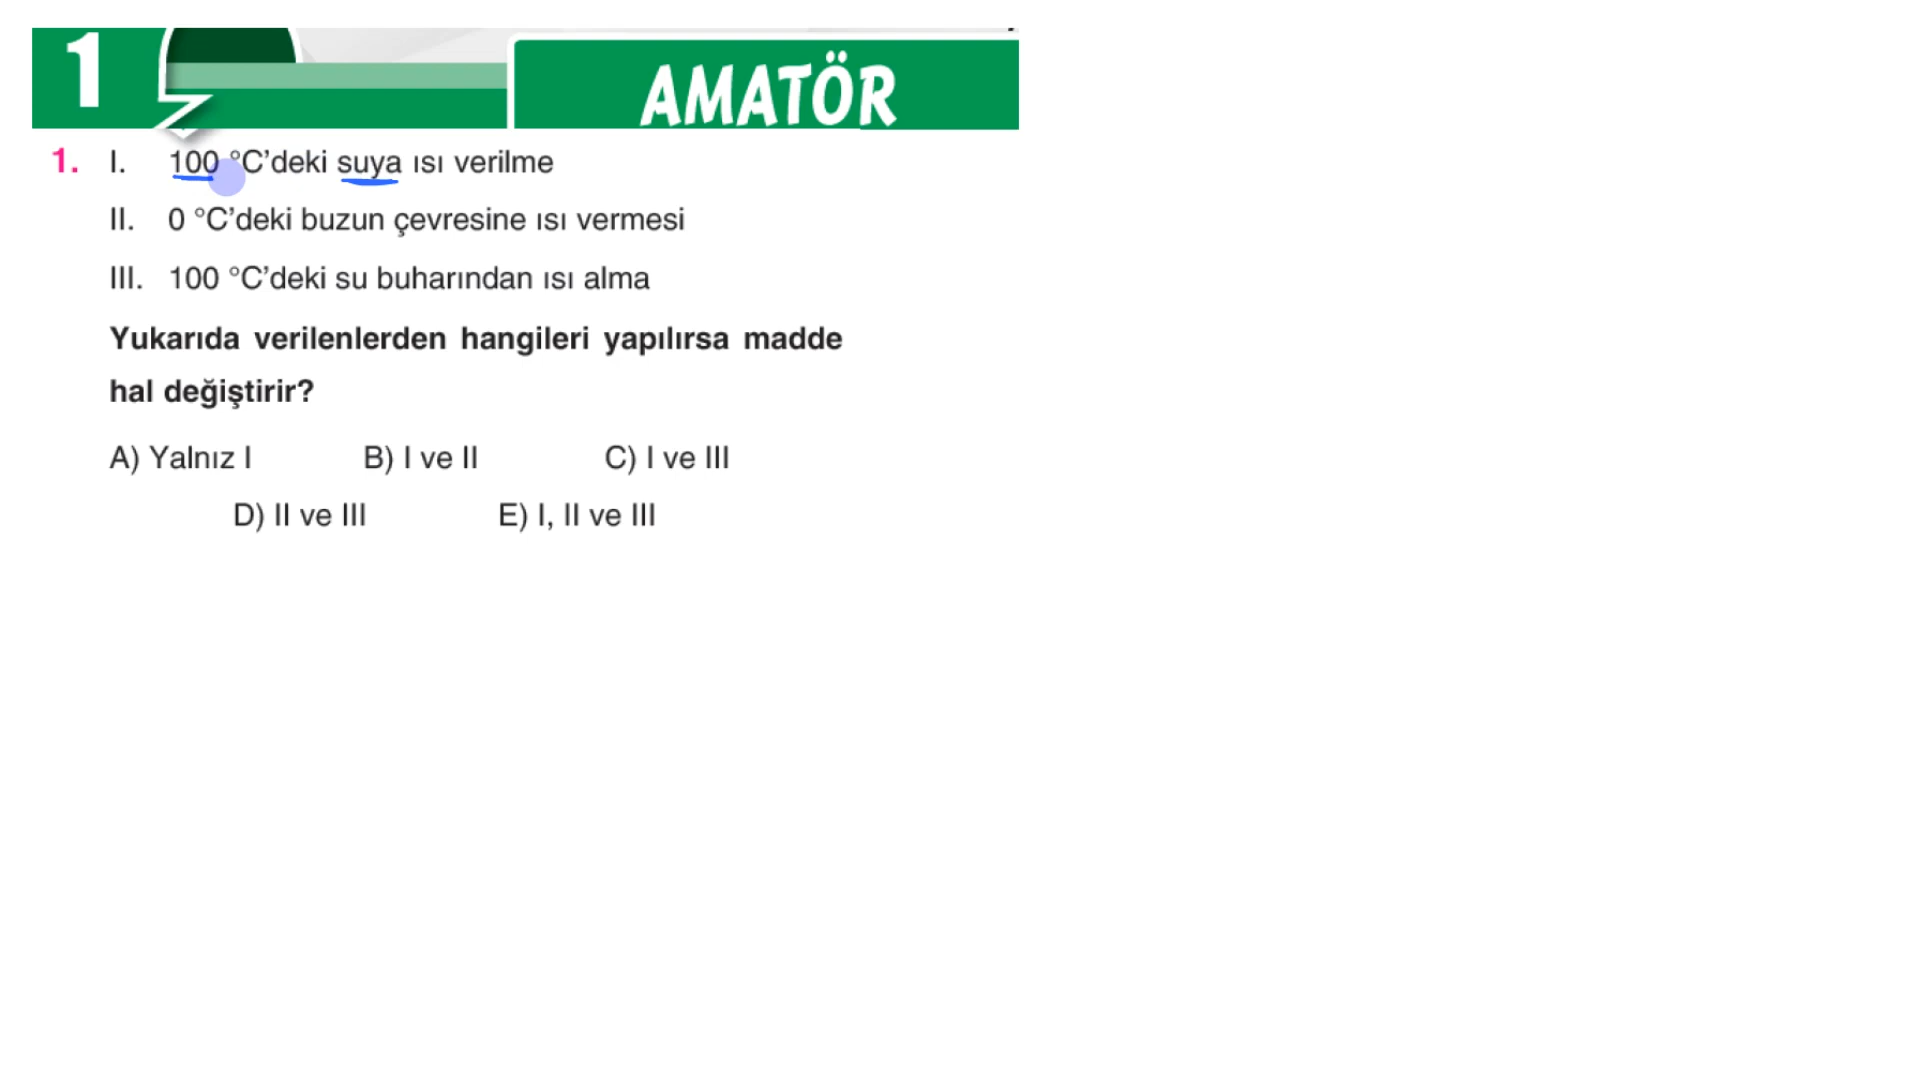 1
AMATÖR
1. I. 100 °C’deki suya ısı verilme
II. 0 °C’deki buzun çevresine ısı vermesi
III. 100 °C’deki su buharından ısı alma
Yukarıda verilenlerden hangileri yapılırsa madde
hal değiştirir?
A) Yalnız I B) I ve II C) I ve III
D) II ve III E) I, II ve III